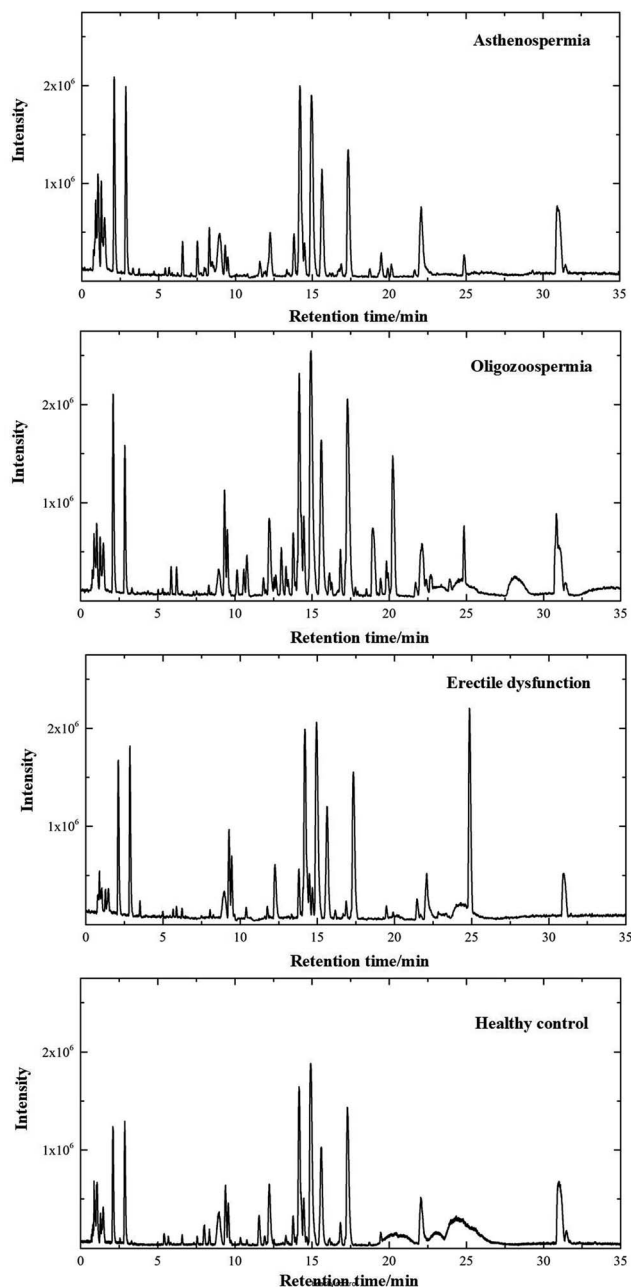 Asthenospermia
2x10⁶
1x10⁶
Intensity
0 5 10 15 20 25 30 35
Retention time/min
Oligozoospermia
2x10⁶
1x10⁶
Intensity
0 5 10 15 20 25 30 35
Retention time/min
Erectile dysfunction
2x10⁶
1x10⁶
Intensity
0 5 10 15 20 25 30 35
Retention time/min
Healthy control
2x10⁶
1x10⁶
Intensity
0 5 10 15 20 25 30 35
Retention time/min